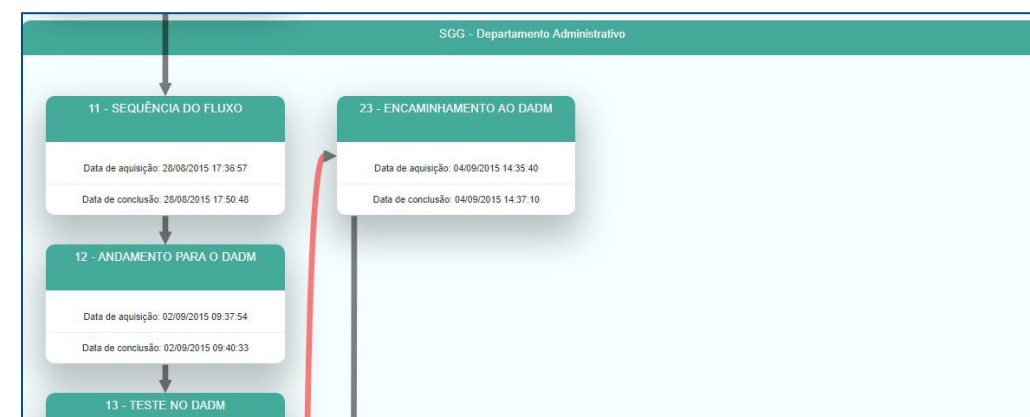 SGG - Departamento Administrativo
11 - SEQUÊNCIA DO FLUXO
Data de aquisição: 28/08/2015 17:36:57
Data de conclusão: 28/08/2015 17:50:48
23 - ENCAMINHAMENTO AO DADM
Data de aquisição: 04/09/2015 14:35:40
Data de conclusão: 04/09/2015 14:37:10
12 - ANDAMENTO PARA O DADM
Data de aquisição: 02/09/2015 09:37:54
Data de conclusão: 02/09/2015 09:40:33
13 - TESTE NO DADM